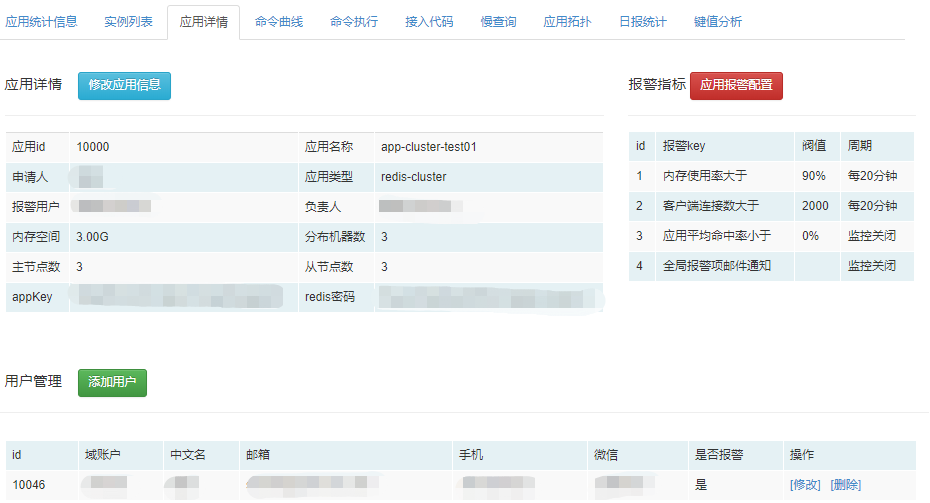 应用统计信息 实例列表 应用详情 命令曲线 命令执行 接入代码 慢查询 应用拓扑 日报统计 键值分析
应用详情 修改应用信息
应用id 10000 应用名称 app-cluster-test01
申请人 应用类型 redis-cluster
报警用户 负责人
内存空间 3.00G 分布机器数 3
主节点数 3 从节点数 3
appKey redis密码
报警指标 应用报警配置
id 报警key 阀值 周期
1 内存使用率大于 90% 每20分钟
2 客户端连接数大于 2000 每20分钟
3 应用平均命中率小于 0% 监控关闭
4 全局报警项邮件通知 监控关闭
用户管理 添加用户
id 域账户 中文名 邮箱 手机 微信 是否报警 操作
10046 是 [修改] [删除]